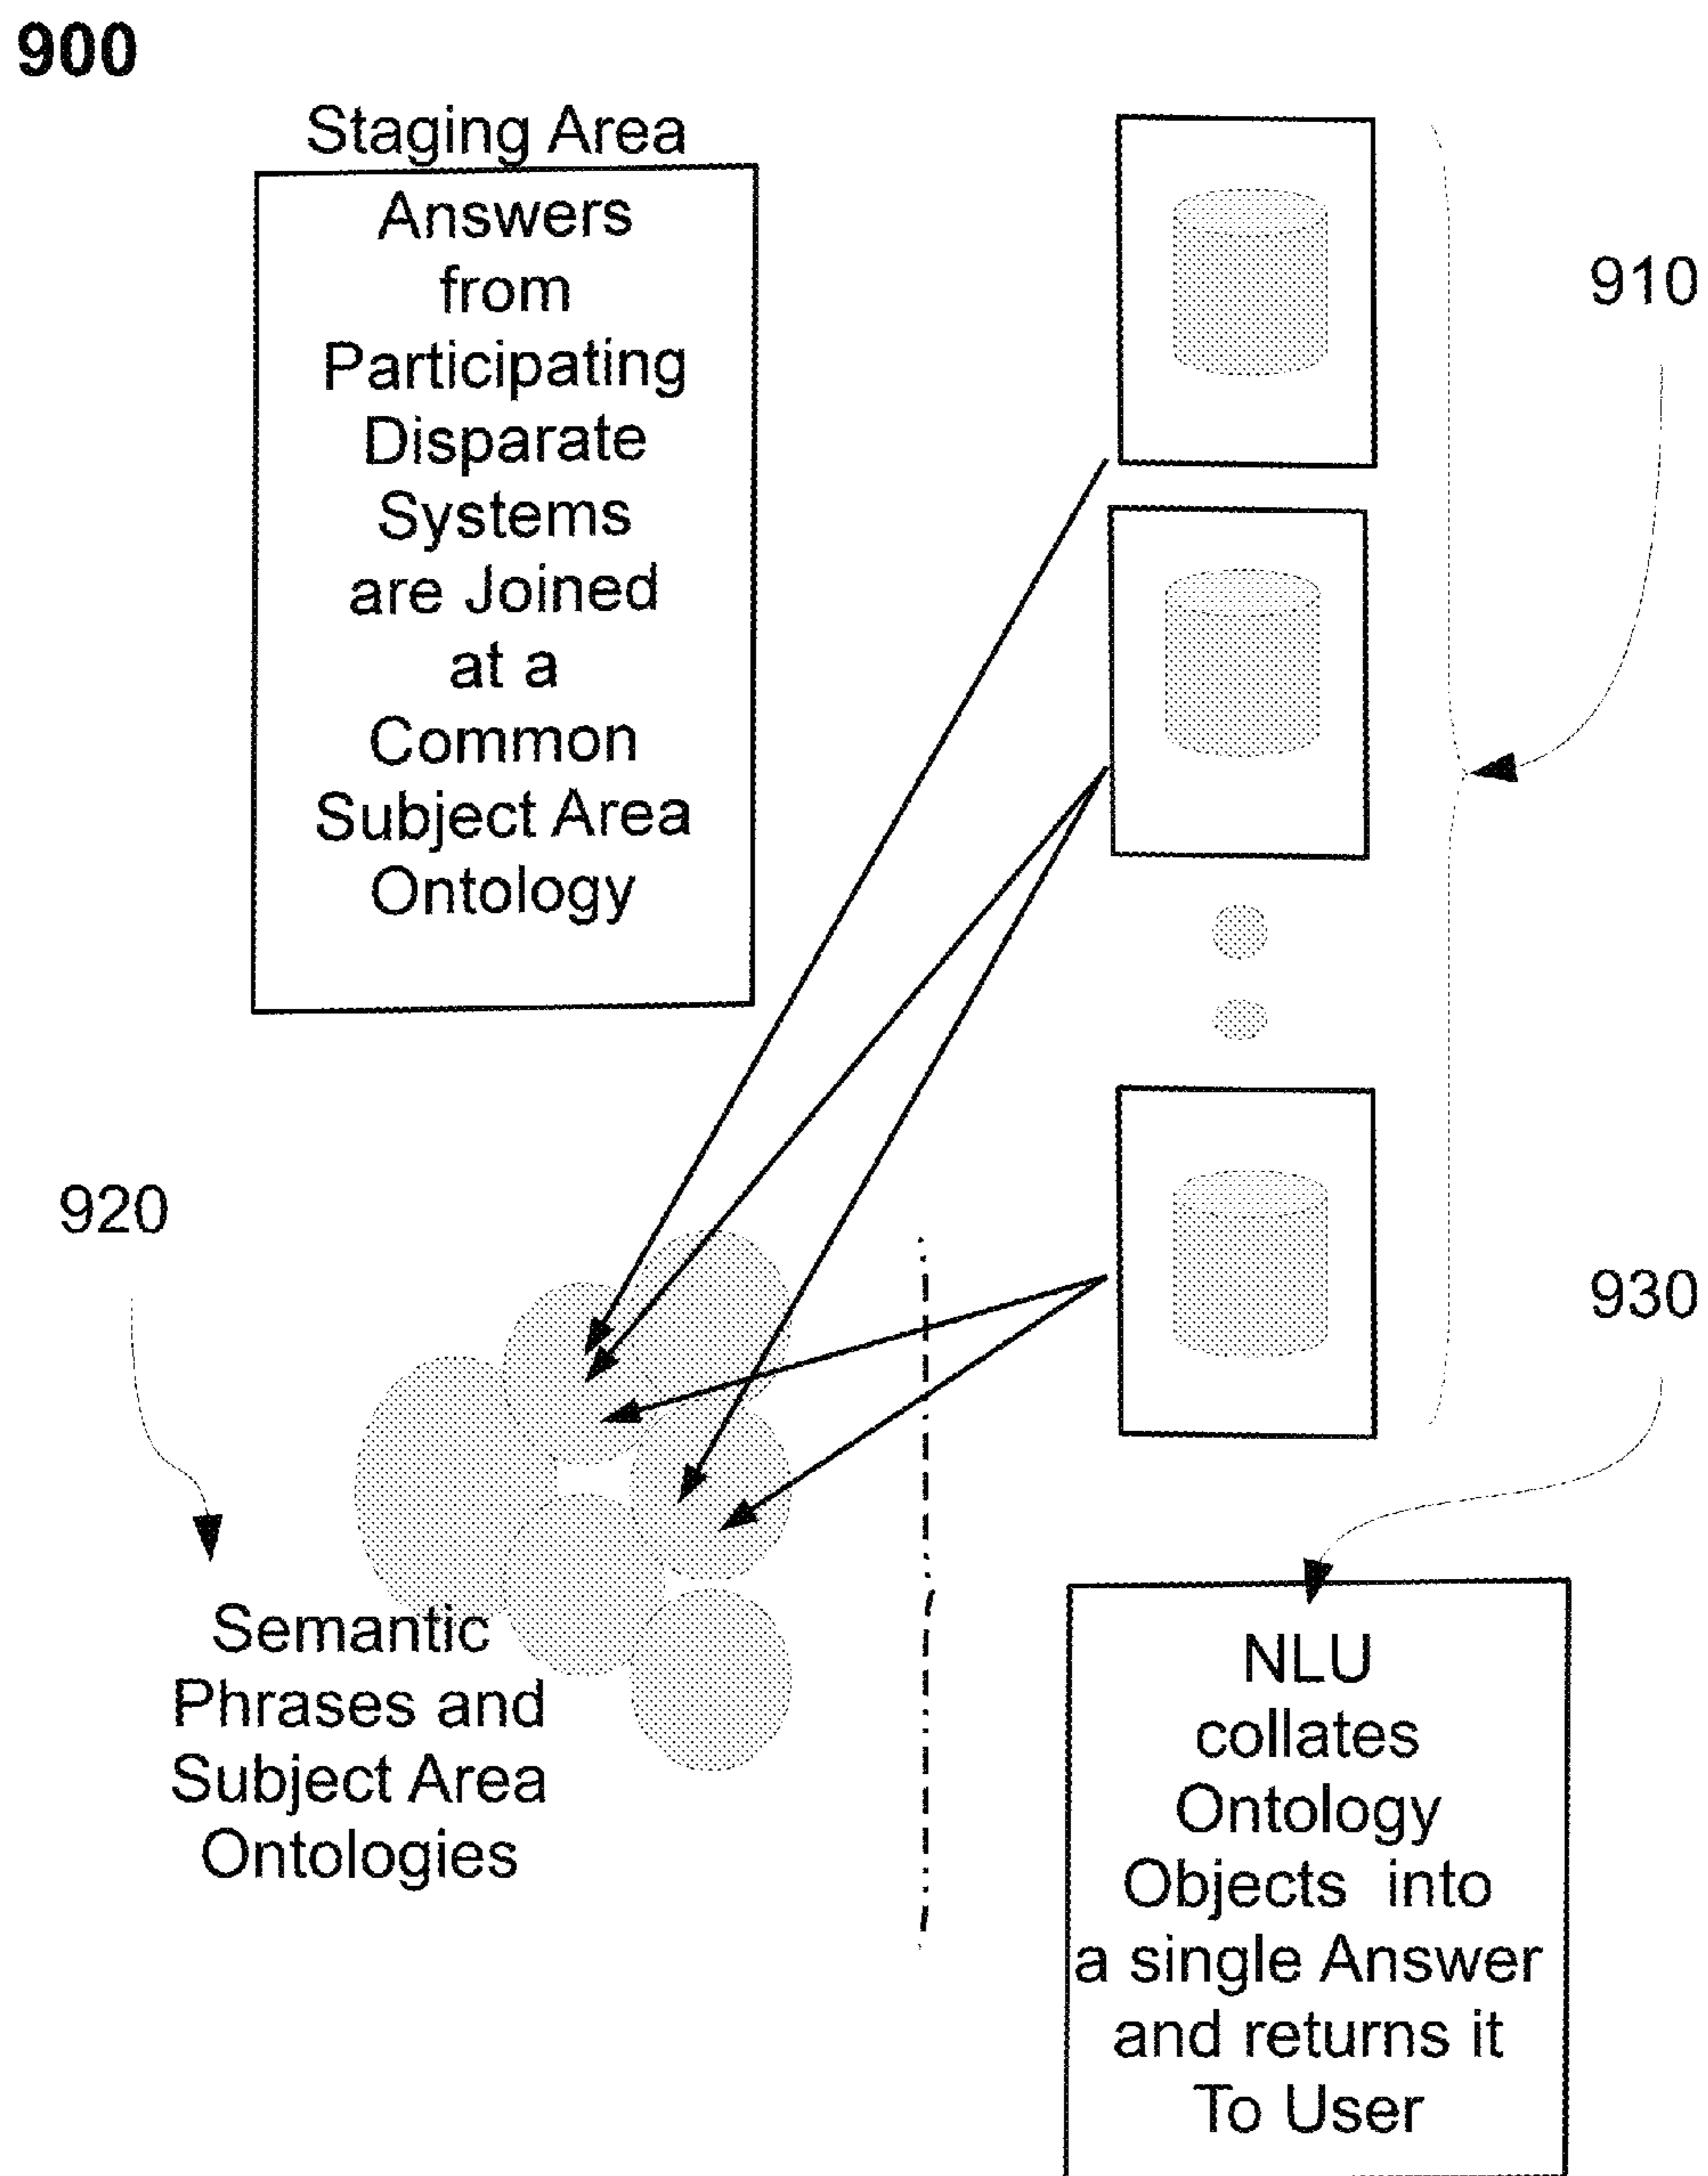 900
Staging Area
Answers
from
Participating
Disparate
Systems
are Joined
at a
Common
Subject Area
Ontology
910
920
930
Semantic
Phrases and
Subject Area
Ontologies
NLU
collates
Ontology
Objects into
a single Answer
and returns it
To User